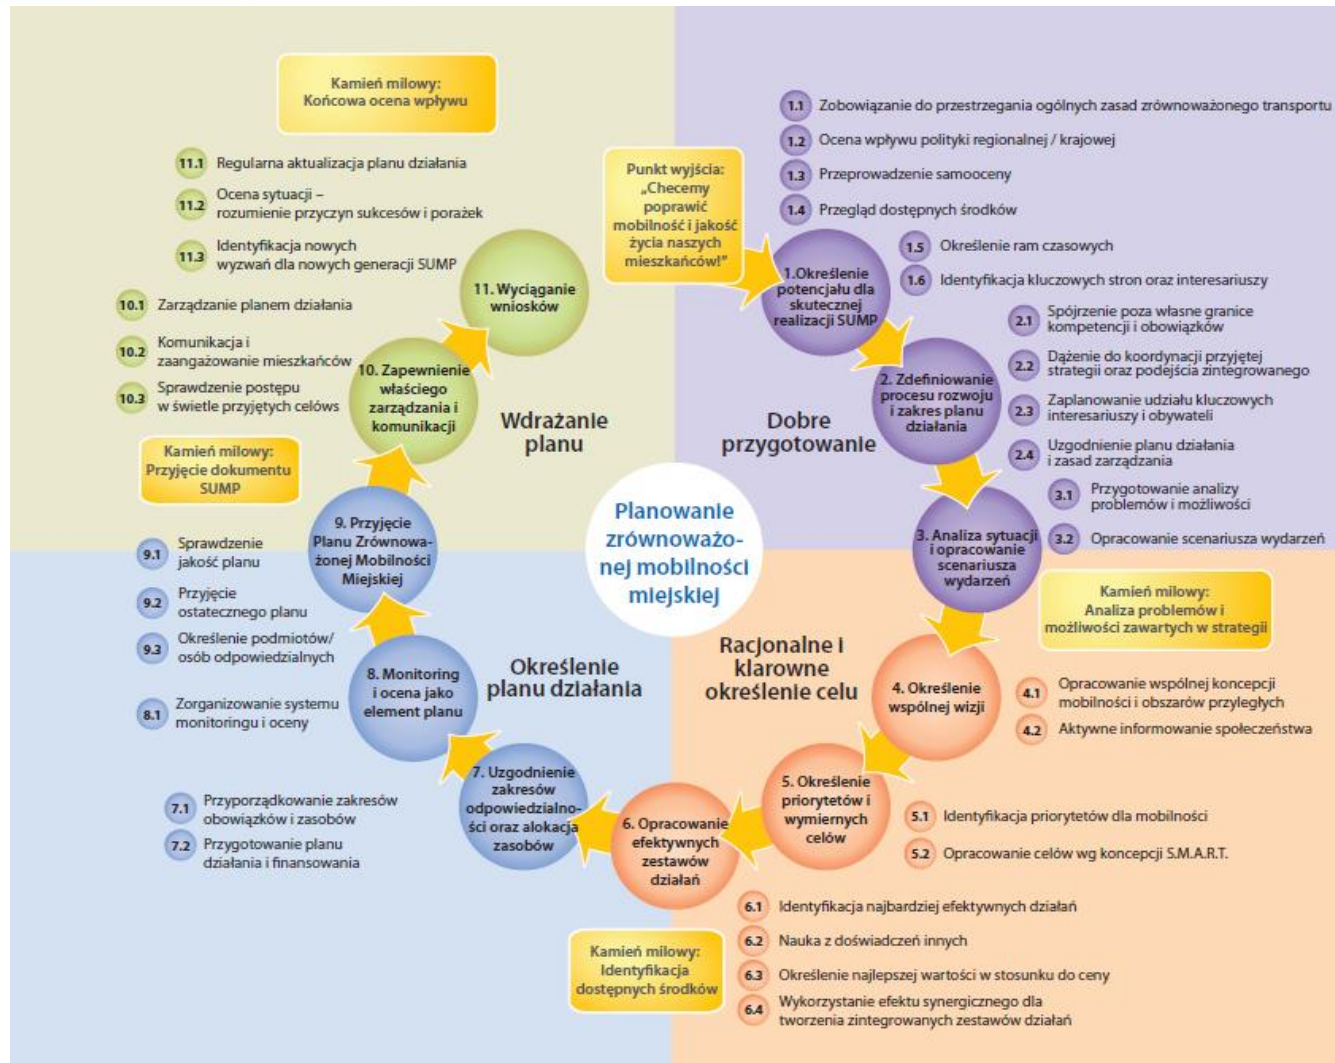 Kamień milowy:
Końcowa ocena wpływu
11.1 Regularna aktualizacja planu działania
11.2 Ocena sytuacji –
rozumienie przyczyn sukcesów i porażek
11.3 Identyfikacja nowych
wyzwań dla nowych generacji SUMP
10.1 Zarządzanie planem działania
10.2 Komunikacja i
zaangażowanie mieszkańców
10.3 Sprawdzenie postępu
w świetle przyjętych celóws
11. Wyciąganie
wniosków
10. Zapewnienie
właściego
zarządzania i
komunikacji
Wdrażanie
planu
Kamień milowy:
Przyjęcie dokumentu
SUMP
Punkt wyjścia:
„Checemy
poprawić
mobilność i jakość
życia naszych
mieszkańców!”
1.1 Zobowiązanie do przestrzegania ogólnych zasad zrównoważonego transportu
1.2 Ocena wpływu polityki regionalnej / krajowej
1.3 Przeprowadzenie samooceny
1.4 Przegląd dostępnych środków
1.5 Określenie ram czasowych
1.6 Identyfikacja kluczowych stron oraz interesariuszy
1.Określenie
potencjału dla
skutecznej
realizacji SUMP
2.1 Spójrzenie poza własne granice
kompetencji i obowiązków
2.2 Dążenie do koordynacji przyjętej
strategii oraz podejścia zintegrowanego
2.3 Zaplanowanie udziału kluczowych
interesariuszy i obywateli
2.4 Uzgodnienie planu działania
i zasad zarządzania
2. Zdefiniowanie
procesu rozwoju
i zakres planu
działania
Dobre
przygotowanie
3.1 Przygotowanie analizy
problemów i możliwości
3.2 Opracowanie scenariusza wydarzeń
3. Analiza sytuacji
i opracowanie
scenariusza
wydarzeń
Kamień milowy:
Analiza problemów i
możliwości zawartych w strategii
Planowanie
zrównoważo-
nej mobilności
miejskiej
Racjonalne i
klarowne
określenie celu
4. Określenie
wspólnej wizji
4.1 Opracowanie wspólnej koncepcji
mobilności i obszarów przyległych
4.2 Aktywne informowanie społeczeństwa
5. Określenie
priorytetów i
wymiernych
celów
5.1 Identyfikacja priorytetów dla mobilności
5.2 Opracowanie celów wg koncepcji S.M.A.R.T.
6. Opracowanie
efektywnych
zestawów
działań
6.1 Identyfikacja najbardziej efektywnych działań
6.2 Nauka z doświadczeń innych
6.3 Określenie najlepszej wartości w stosunku do ceny
6.4 Wykorzystanie efektu synergicznego dla
tworzenia zintegrowanych zestawów działań
Kamień milowy:
Identyfikacja
dostępnych środków
Określenie
planu działania
7. Uzgodnienie
zakresów
odpowiedzialno-
ści oraz alokacja
zasobów
7.1 Przyporządkowanie zakresów
obowiązków i zasobów
7.2 Przygotowanie planu
działania i finansowania
8. Monitoring
i ocena jako
element planu
8.1 Zorganizowanie systemu
monitoringu i oceny
9. Przyjęcie
Planu Zrównowa-
żonej Mobilności
Miejskiej
9.1 Sprawdzenie
jakość planu
9.2 Przyjęcie
ostatecznego planu
9.3 Określenie podmiotów/
osób odpowiedzialnych